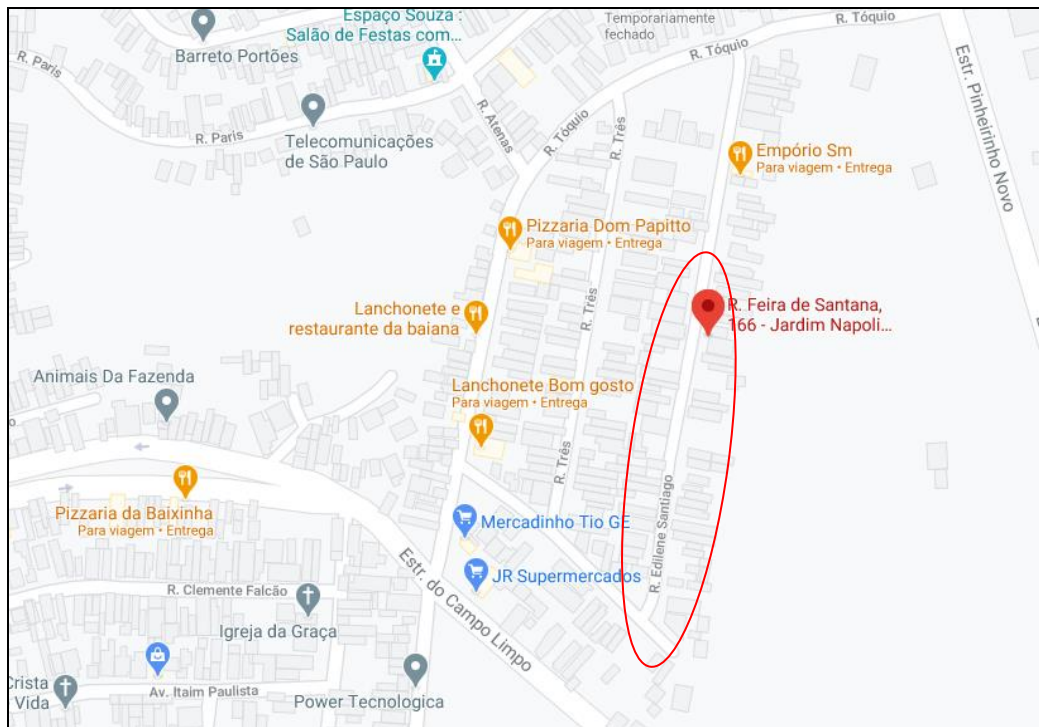 Espaço Souza :
Salão de Festas com...
Temporariamente
fechado
Barreto Portões
R. Paris
R. Tóquio
Estr. Pinheirinho Novo
R. Atenas
R. Tóquio
R. Três
R. Paris
Telecomunicações
de São Paulo
Empório Sm
Para viagem • Entrega
Pizzaria Dom Papitto
Para viagem • Entrega
Lanchonete e
restaurante da baiana
R. Três
R. Feira de Santana,
166 - Jardim Napoli...
Animais Da Fazenda
Lanchonete Bom gosto
Para viagem • Entrega
R. Três
Pizzaria da Baixinha
Para viagem • Entrega
Mercadinho Tio GE
R. Edilene Santiago
JR Supermercados
Estr. do Campo Limpo
R. Clemente Falcão
Igreja da Graça
Crista
Vida
Av. Itaim Paulista
Power Tecnologica